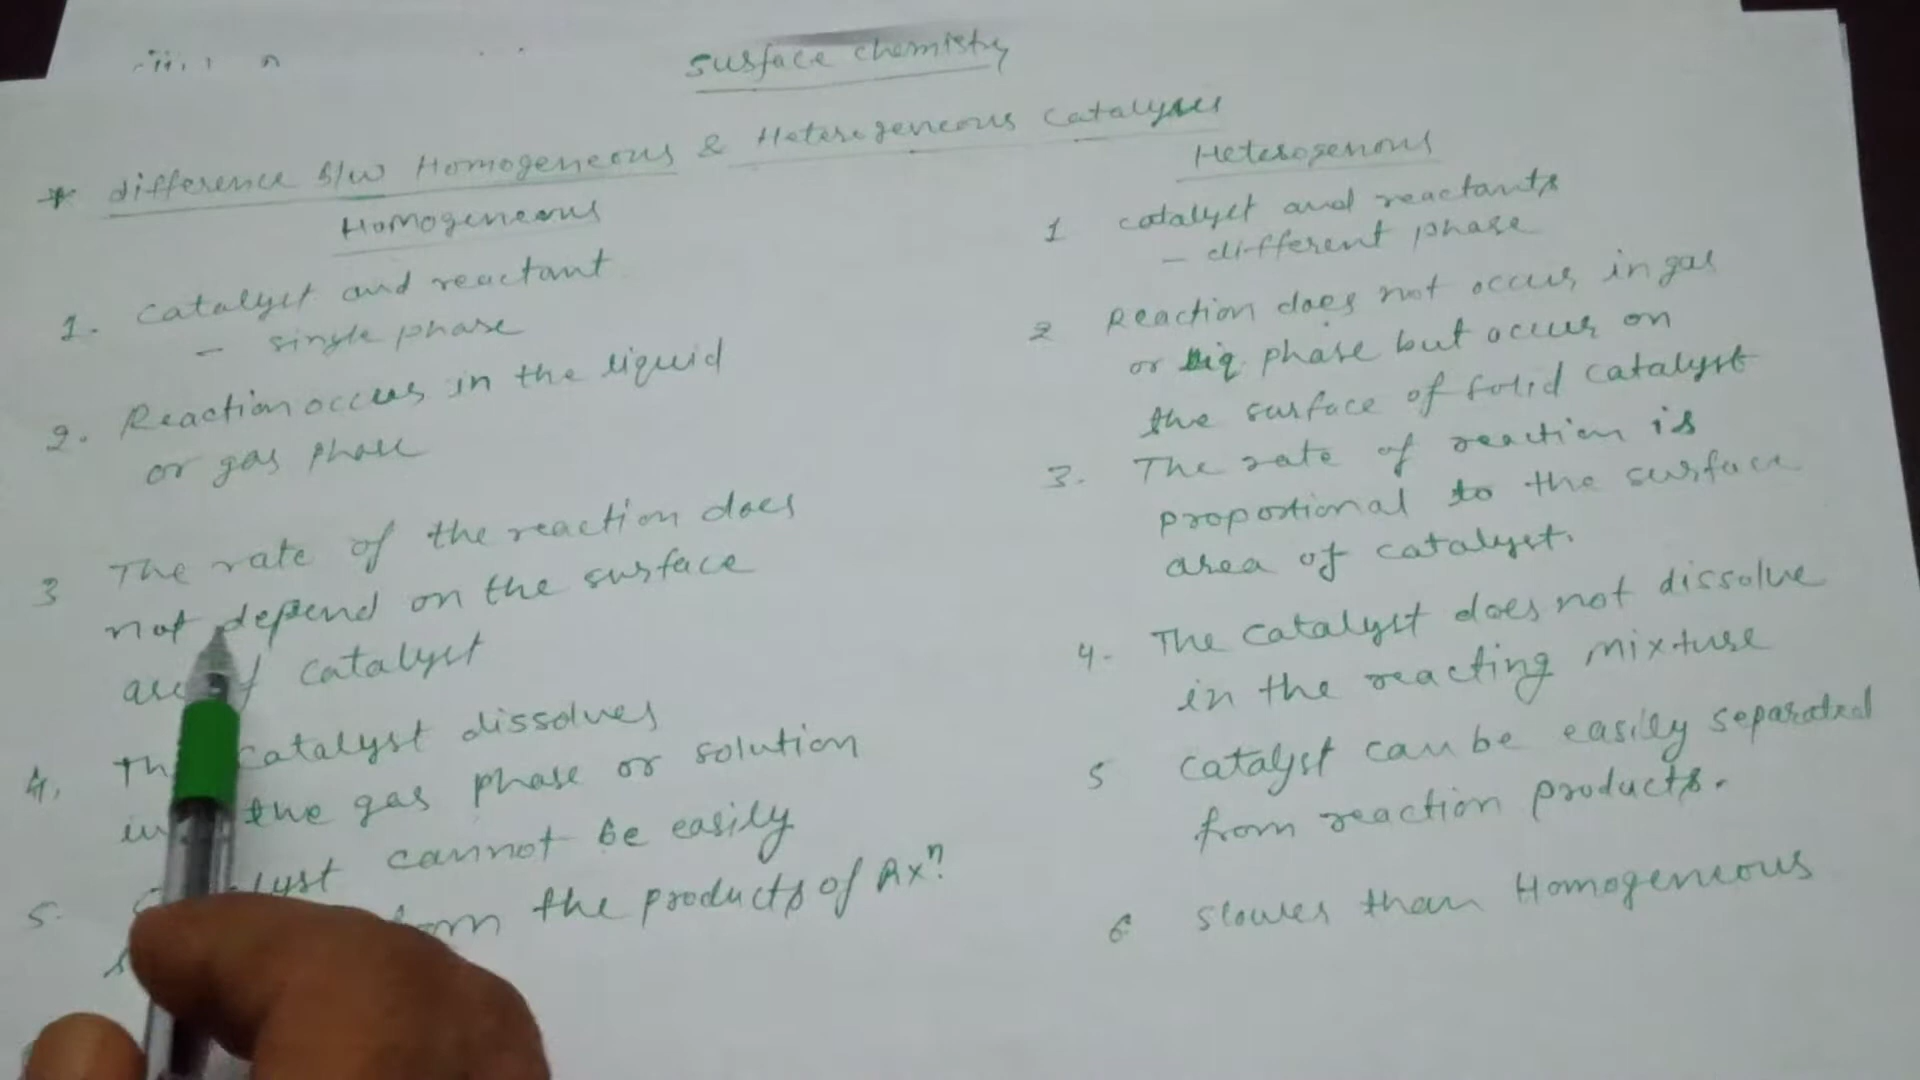 Surface chemistry
* difference b/w Homogeneous & Heterogeneous Catalyses
Homogeneous
1. catalyst and reactant
- single phase
2. Reaction occurs in the liquid
or gas phase
3 The rate of the reaction does
not depend on the surface
catalyst
4. catalyst dissolves
the gas phase or solution
5. cannot be easily
the products of Rxn
Heterogenous
1 catalyst and reactants
- different phase
2 Reaction does not occur in gas
or liq. phase but occur on
the surface of solid catalyst
3. The rate of reaction is
proportional to the surface
area of catalyst.
4. The catalyst does not dissolve
in the reacting mixture
5 catalyst can be easily separated
from reaction products.
6 slower than Homogeneous